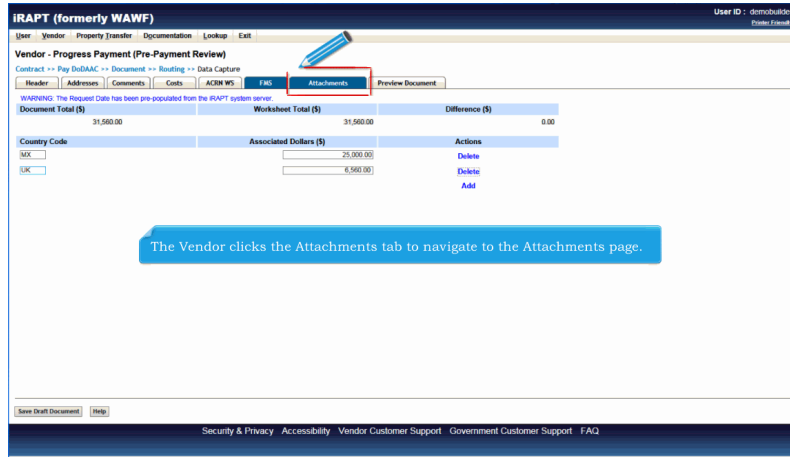 User ID : demobuilde
iRAPT (formerly WAWF)
Printer Friendl
User Vendor Property Transfer Documentation Lookup Exit
Vendor - Progress Payment (Pre-Payment Review)
Contract >> Pay DoDAAC >> Document >> Routing >> Data Capture
Header Addresses Comments Costs ACRN WS FMS Attachments Preview Document
WARNING: The Request Date has been pre-populated from the iRAPT system server.
Document Total ($) Worksheet Total ($) Difference ($)
31,560.00 31,560.00 0.00
Country Code Associated Dollars ($) Actions
MX 25,000.00 Delete
UK 6,560.00 Delete
Add
The Vendor clicks the Attachments tab to navigate to the Attachments page.
Save Draft Document Help
Security & Privacy Accessibility Vendor Customer Support Government Customer Support FAQ